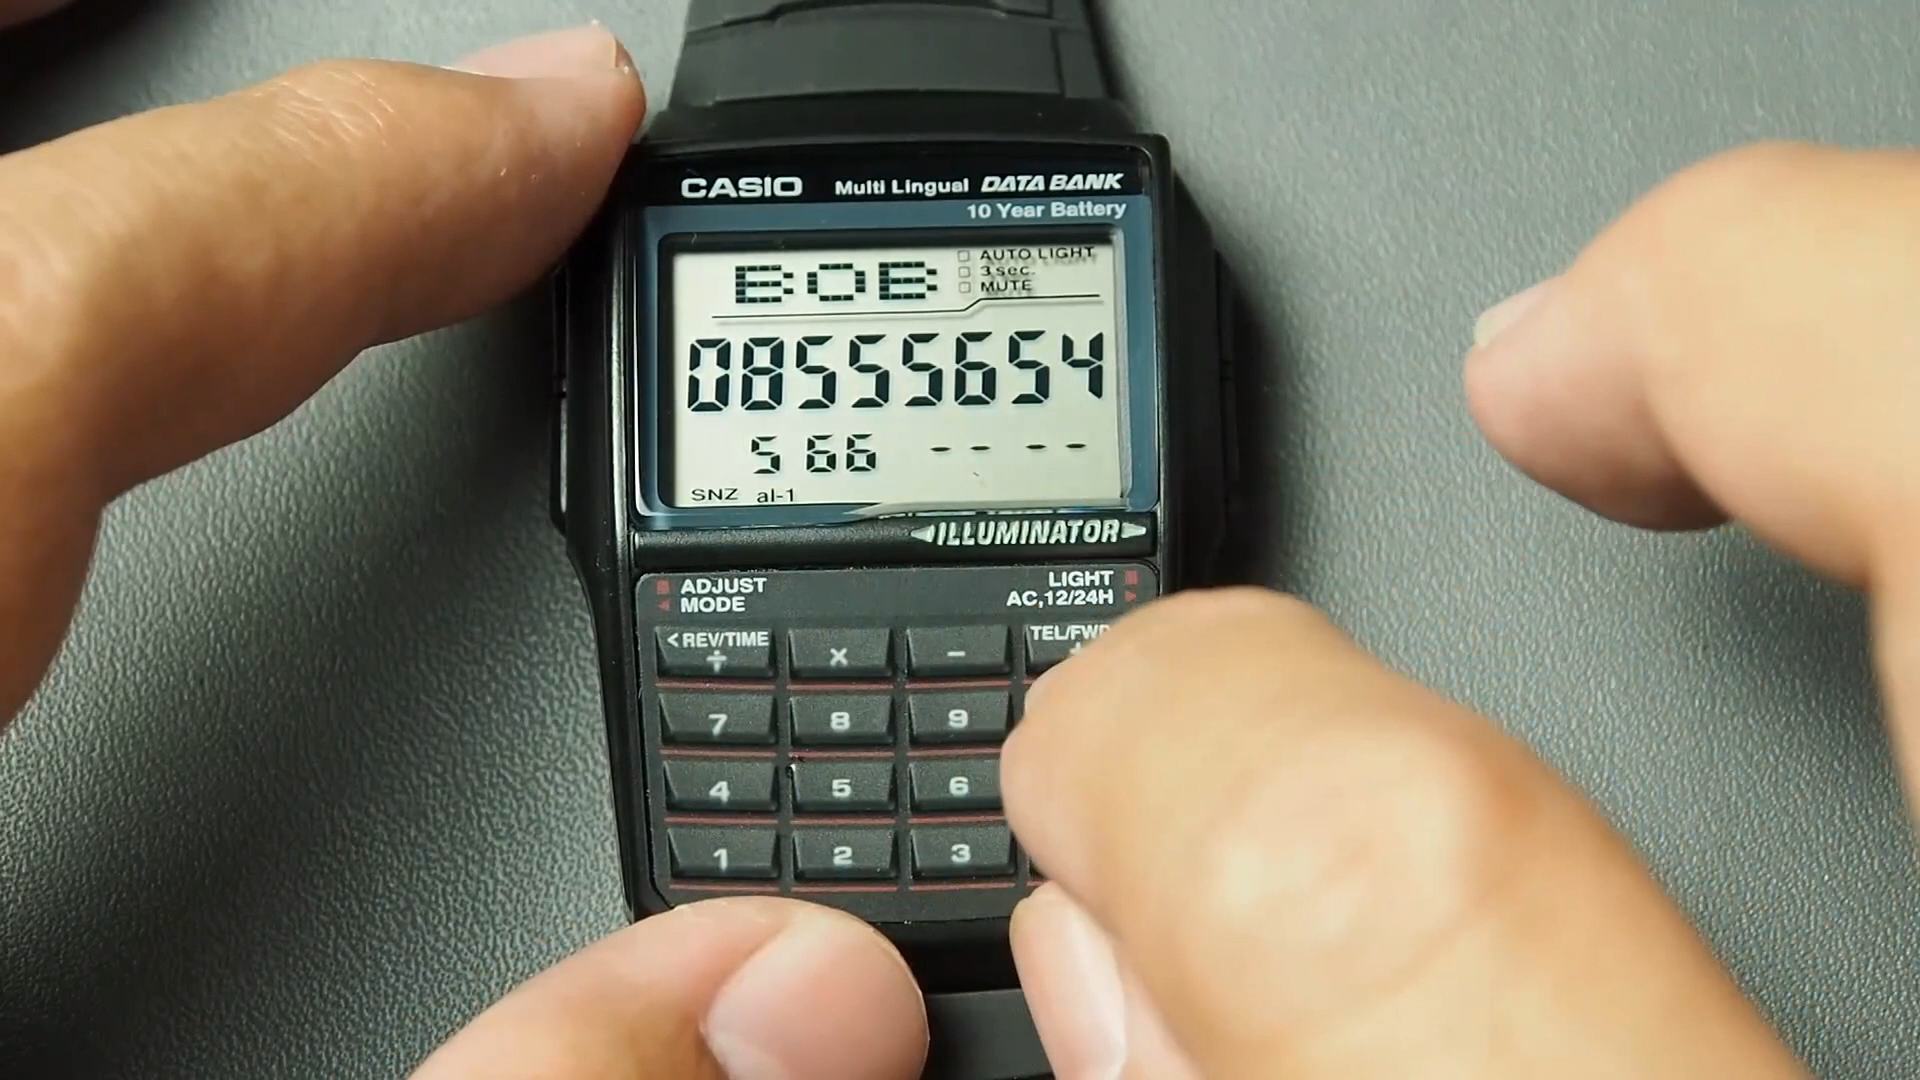 CASIO Multi Lingual DATA BANK
10 Year Battery
BOB
AUTO LIGHT
3 sec.
MUTE
08555654
5 66 -- --
SNZ al-1
ILLUMINATOR
ADJUST LIGHT
MODE AC,12/24H
<REV/TIME TEL/FWD
÷ × − +
7 8 9
4 5 6
1 2 3